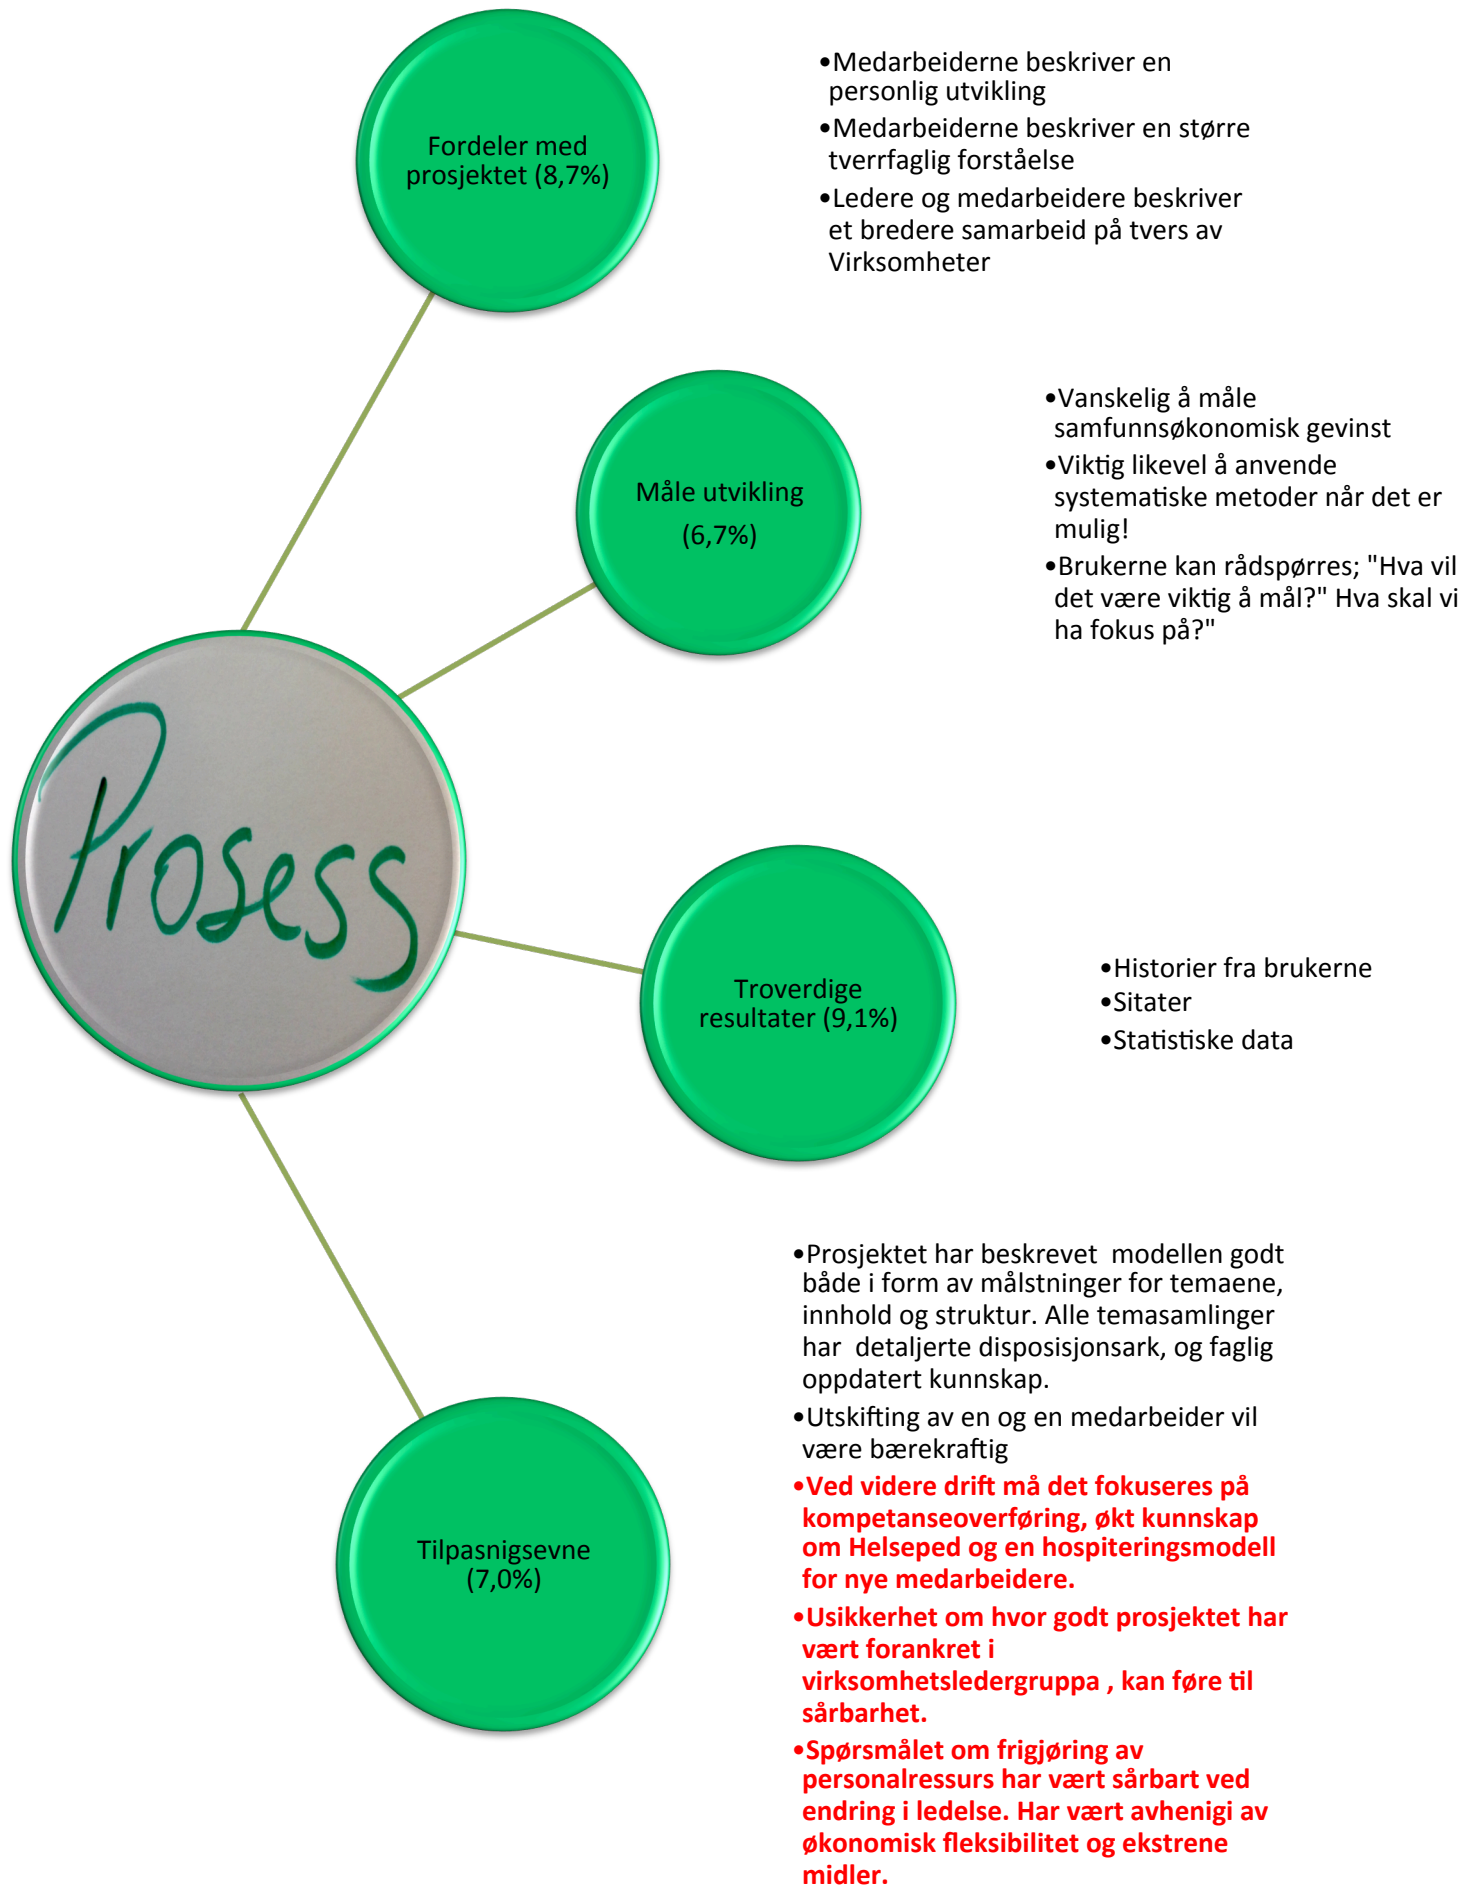 Fordeler med
prosjektet (8,7%)
•Medarbeiderne beskriver en
personlig utvikling
•Medarbeiderne beskriver en større
tverrfaglig forståelse
•Ledere og medarbeidere beskriver
et bredere samarbeid på tvers av
Virksomheter
Måle utvikling
(6,7%)
•Vanskelig å måle
samfunnsøkonomisk gevinst
•Viktig likevel å anvende
systematiske metoder når det er
mulig!
•Brukerne kan rådspørres; "Hva vil
det være viktig å mål?" Hva skal vi
ha fokus på?"
Prosess
Troverdige
resultater (9,1%)
•Historier fra brukerne
•Sitater
•Statistiske data
Tilpasnigsevne
(7,0%)
•Prosjektet har beskrevet  modellen godt
både i form av målstninger for temaene,
innhold og struktur. Alle temasamlinger
har  detaljerte disposisjonsark, og faglig
oppdatert kunnskap.
•Utskifting av en og en medarbeider vil
være bærekraftig
•Ved videre drift må det fokuseres på
kompetanseoverføring, økt kunnskap
om Helseped og en hospiteringsmodell
for nye medarbeidere.
•Usikkerhet om hvor godt prosjektet har
vært forankret i
virksomhetsledergruppa , kan føre til
sårbarhet.
•Spørsmålet om frigjøring av
personalressurs har vært sårbart ved
endring i ledelse. Har vært avhenigi av
økonomisk fleksibilitet og ekstrene
midler.